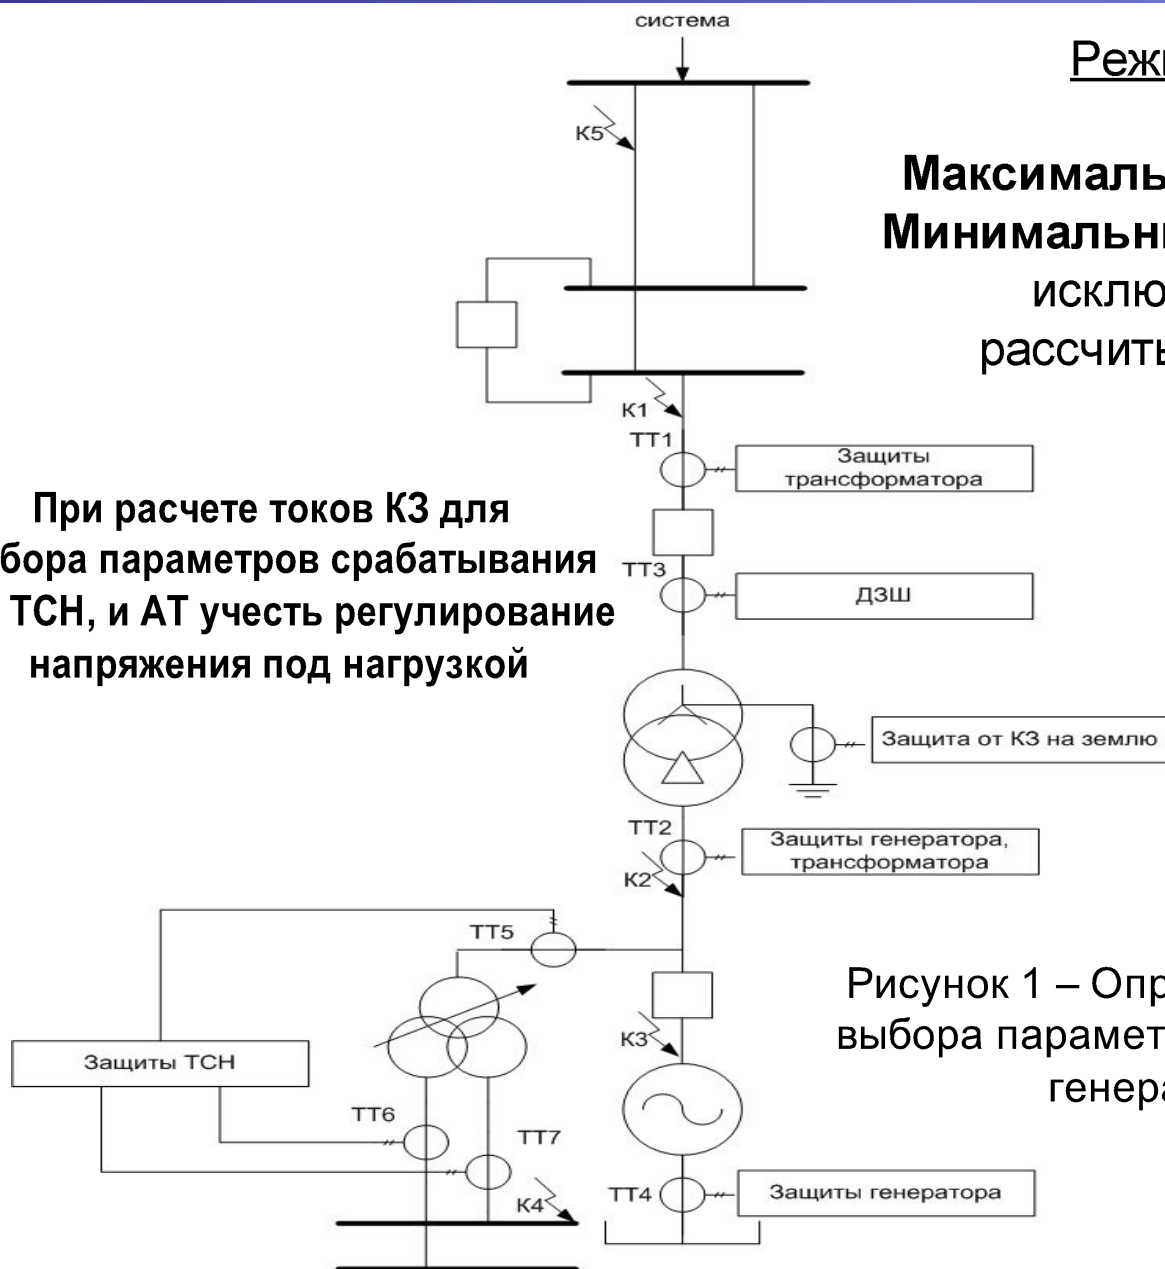 система
Режи
К5
Максималь
Минимальн
исклю
рассчить
К1
ТТ1
Защиты
трансформатора
При расчете токов КЗ для
бора параметров срабатывания
ТСН, и АТ учесть регулирование
напряжения под нагрузкой
ТТ3
ДЗШ
Защита от КЗ на землю
ТТ2
Защиты генератора,
трансформатора
К2
ТТ5
Рисунок 1 – Опр
выбора парамет
генера
К3
Защиты ТСН
ТТ6
ТТ7
К4
ТТ4
Защиты генератора